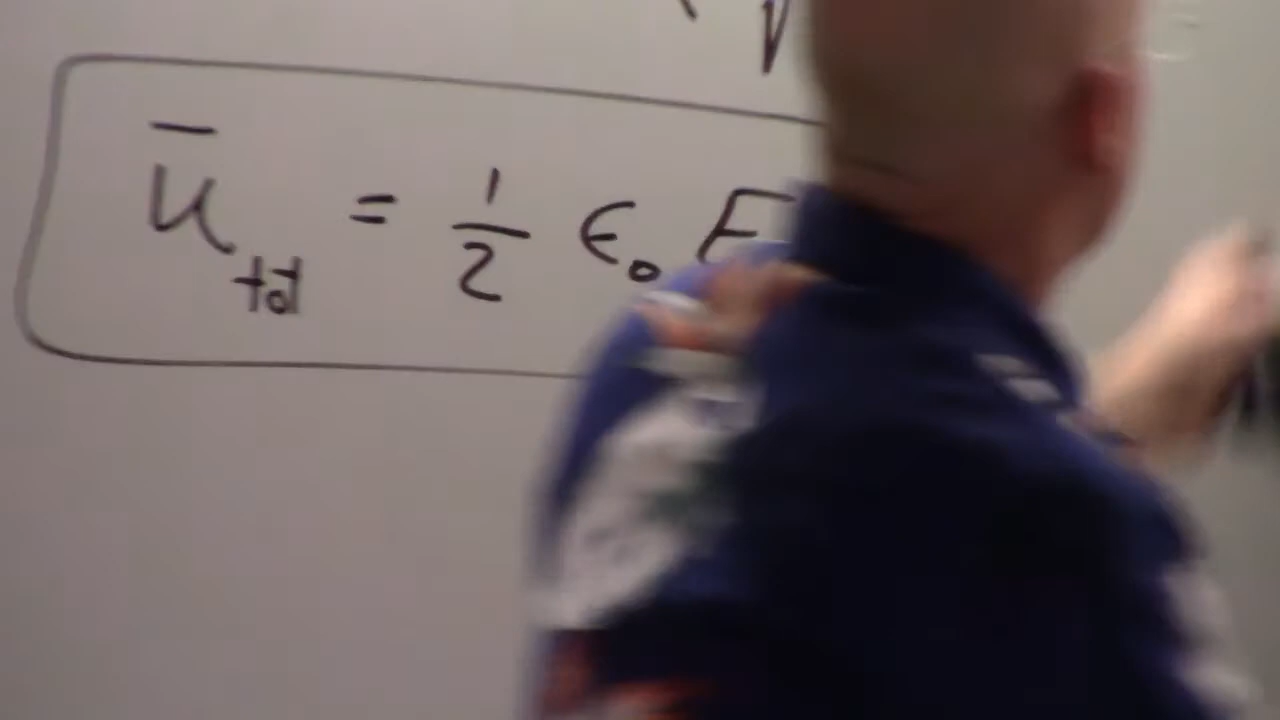 ū_tot = 1/2 ε₀ E